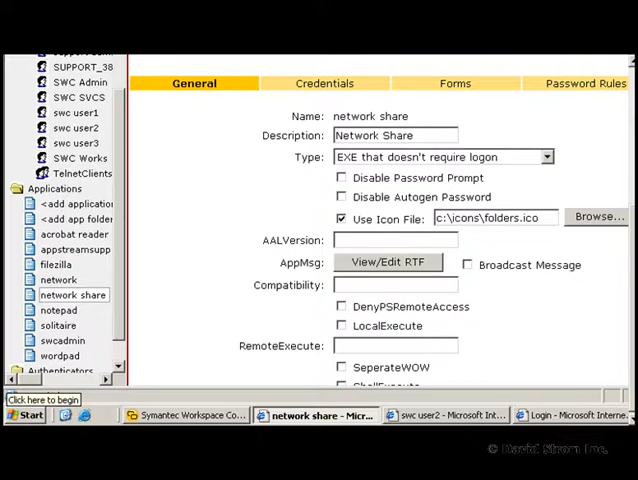 SUPPORT_38
SWC Admin
SWC SVCS
swc user1
swc user2
swc user3
SWC Works
TelnetClients
Applications
<add applicatio
<add app folder
acrobat reader
appstreamsupp
filezilla
network
network share
notepad
solitaire
swcadmin
wordpad
Authenticators
General
Credentials
Forms
Password Rules
Name: network share
Description: Network Share
Type: EXE that doesn't require logon
Disable Password Prompt
Disable Autogen Password
Use Icon File: c:\icons\folders.ico Browse...
AALVersion:
AppMsg: View/Edit RTF Broadcast Message
Compatibility:
DenyPSRemoteAccess
LocalExecute
RemoteExecute:
SeperateWOW
ShellExecute
Click here to begin
Start
Symantec Workspace Co...
network share - Micr...
swc user2 - Microsoft Int...
Login - Microsoft Interne..
© David Strom Inc.